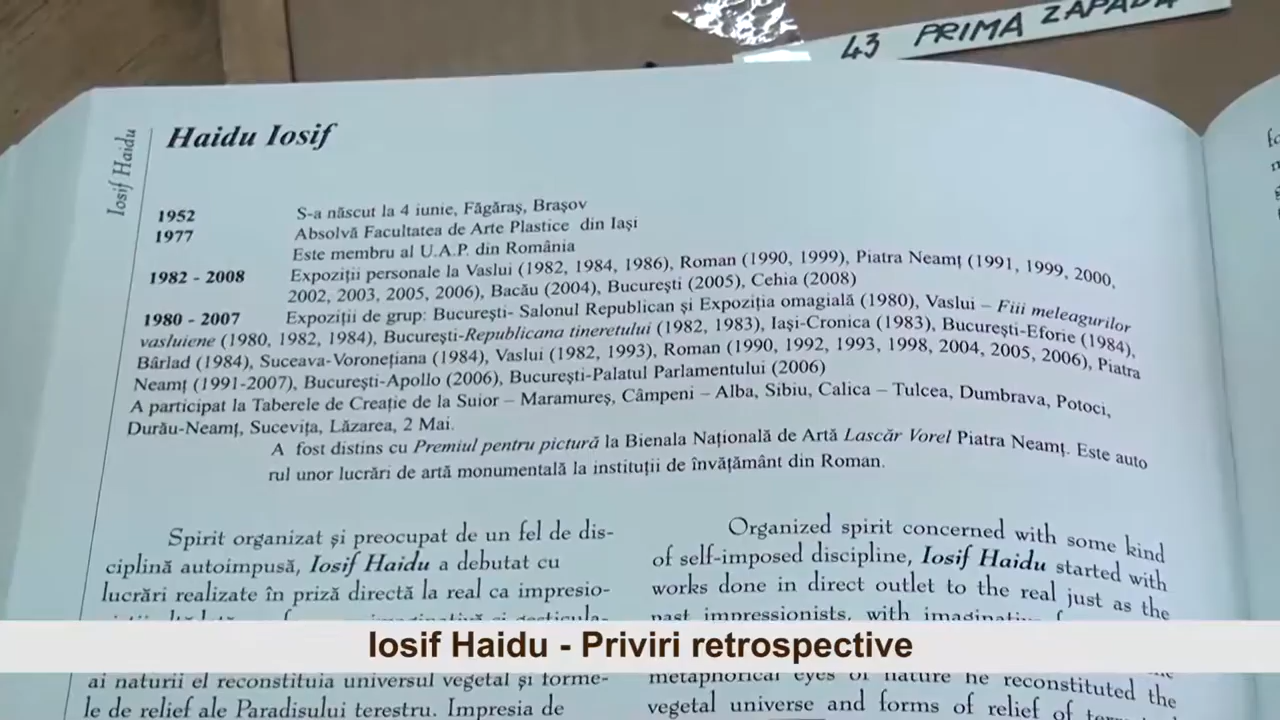 43 PRIMA ZAPADA
Iosif Haidu
Haidu Iosif
1952 S-a născut la 4 iunie, Făgăraş, Braşov
1977 Absolvă Facultatea de Arte Plastice din Iaşi
Este membru al U.A.P. din România
1982 - 2008 Expoziţii personale la Vaslui (1982, 1984, 1986), Roman (1990, 1999), Piatra Neamţ (1991, 1999, 2000,
2002, 2003, 2005, 2006), Bacău (2004), Bucureşti (2005), Cehia (2008)
1980 - 2007 Expoziţii de grup: Bucureşti- Salonul Republican şi Expoziţia omagială (1980), Vaslui – Fiii meleagurilor
vasluiene (1980, 1982, 1984), Bucureşti-Republicana tineretului (1982, 1983), Iaşi-Cronica (1983), Bucureşti-Eforie (1984),
Bârlad (1984), Suceava-Voroneţiana (1984), Vaslui (1982, 1993), Roman (1990, 1992, 1993, 1998, 2004, 2005, 2006), Piatra
Neamţ (1991-2007), Bucureşti-Apollo (2006), Bucureşti-Palatul Parlamentului (2006)
A participat la Taberele de Creaţie de la Suior – Maramureş, Câmpeni – Alba, Sibiu, Calica – Tulcea, Dumbrava, Potoci,
Durău-Neamţ, Suceviţa, Lăzarea, 2 Mai.
A fost distins cu Premiul pentru pictură la Bienala Naţională de Artă Lascăr Vorel Piatra Neamţ. Este auto
rul unor lucrări de artă monumentală la instituţii de învăţământ din Roman.
Spirit organizat şi preocupat de un fel de dis-
ciplină autoimpusă, Iosif Haidu a debutat cu
lucrări realizate în priză directă la real ca impresio-
ai naturii el reconstituia universul vegetal şi forme-
le de relief ale Paradisului terestru. Impresia de
Organized spirit concerned with some kind
of self-imposed discipline, Iosif Haidu started with
works done in direct outlet to the real just as the
past impressionists, with
metaphorical eyes of nature he reconstituted the
vegetal universe and forms of relief of
Iosif Haidu - Priviri retrospective